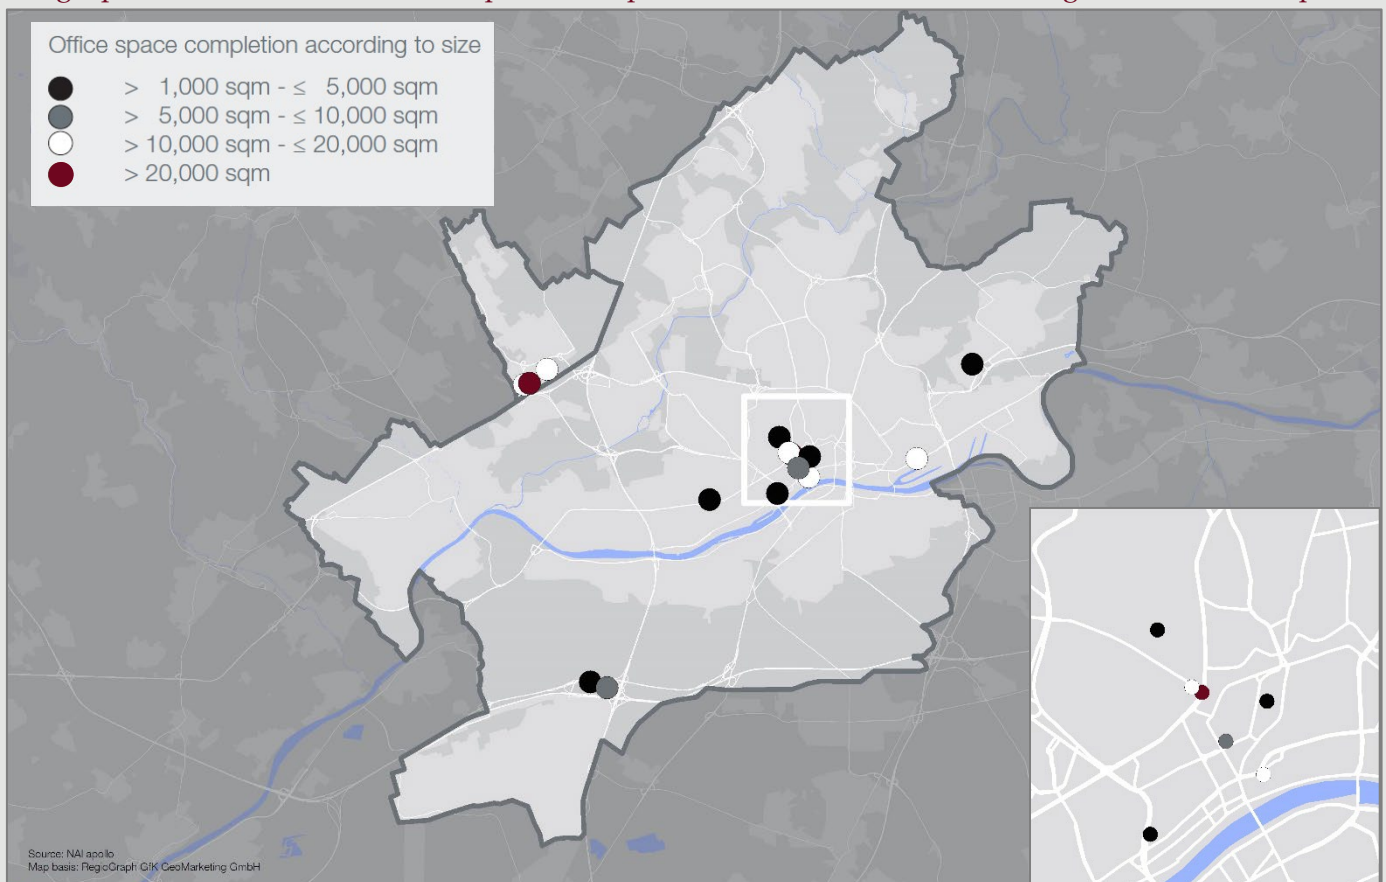 Office space completion according to size
> 1,000 sqm - ≤ 5,000 sqm
> 5,000 sqm - ≤ 10,000 sqm
> 10,000 sqm - ≤ 20,000 sqm
> 20,000 sqm
Source: NAI apollo
Map basis: RegioGraph GfK GeoMarketing GmbH